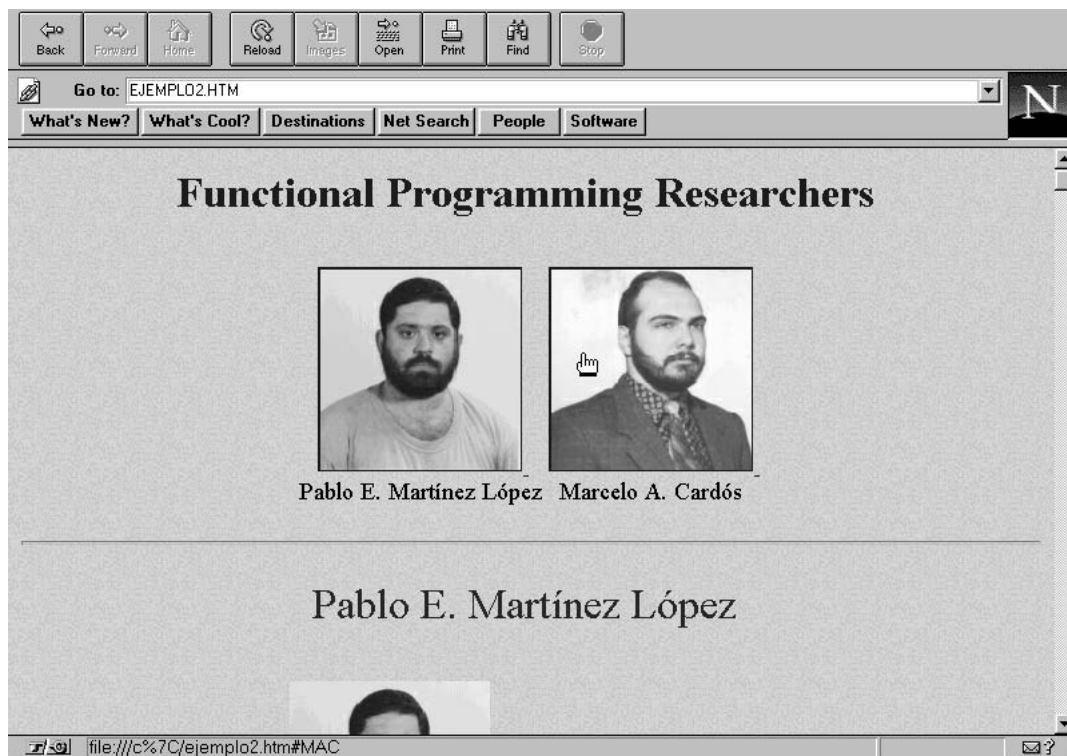 Back Forward Home Reload Images Open Print Find Stop
Go to: EJEMPLO2.HTM
N
What's New? What's Cool? Destinations Net Search People Software
Functional Programming Researchers
Pablo E. Martínez López Marcelo A. Cardós
Pablo E. Martínez López
file:///c%7C/ejemplo2.htm#MAC ?